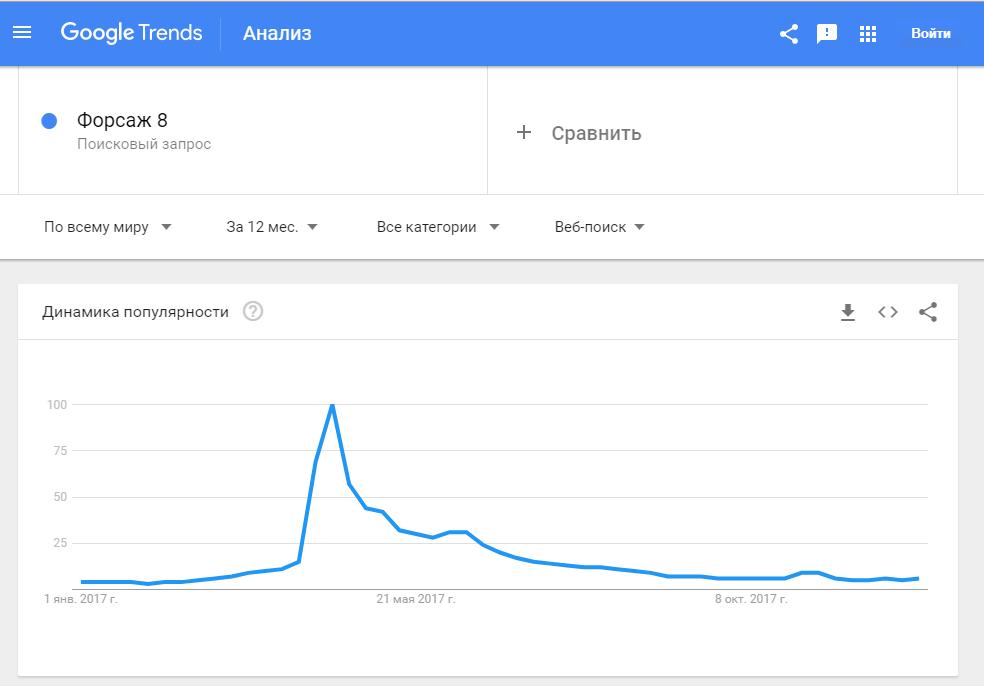 Google Trends Анализ Войти
Форсаж 8
Поисковый запрос
+ Сравнить
По всему миру За 12 мес. Все категории Веб-поиск
Динамика популярности ?
100
75
50
25
1 янв. 2017 г. 21 мая 2017 г. 8 окт. 2017 г.